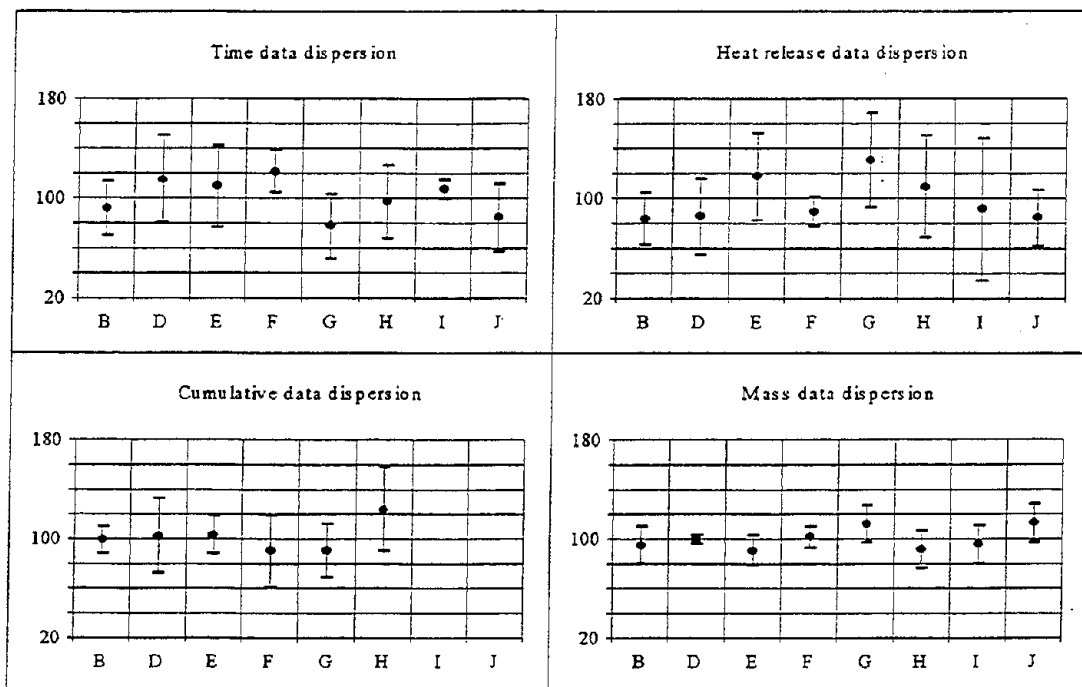 Time data dispersion
180
100
20
B D E F G H I J
Heat release data dispersion
180
100
20
B D E F G H I J
Cumulative data dispersion
180
100
20
B D E F G H I J
Mass data dispersion
180
100
20
B D E F G H I J